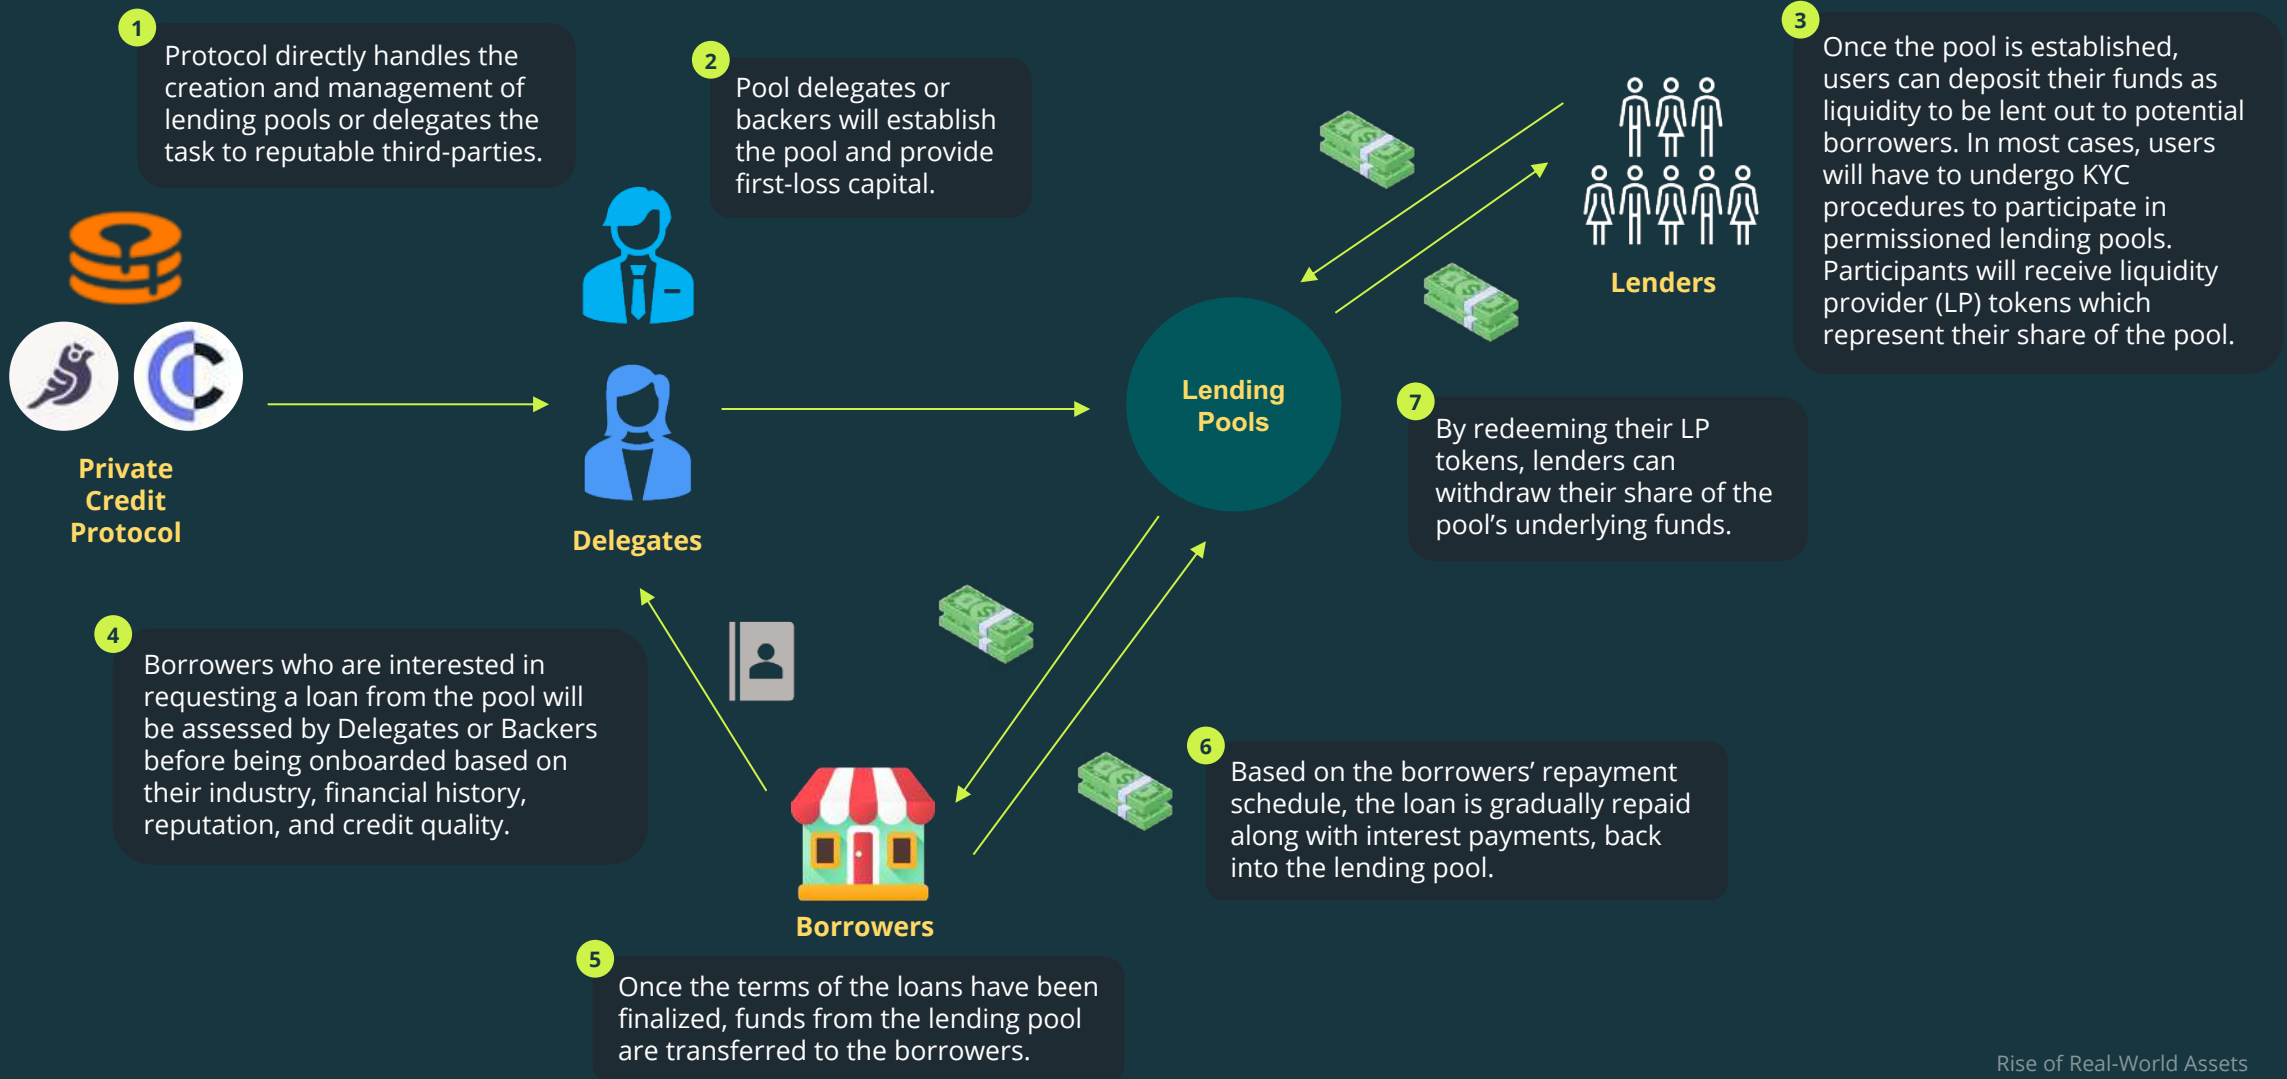 1
Protocol directly handles the
creation and management of
lending pools or delegates the
task to reputable third-parties.
2
Pool delegates or
backers will establish
the pool and provide
first-loss capital.
3
Once the pool is established,
users can deposit their funds as
liquidity to be lent out to potential
borrowers. In most cases, users
will have to undergo KYC
procedures to participate in
permissioned lending pools.
Participants will receive liquidity
provider (LP) tokens which
represent their share of the pool.
Lenders
Private
Credit
Protocol
Delegates
Lending
Pools
7
By redeeming their LP
tokens, lenders can
withdraw their share of the
pool’s underlying funds.
4
Borrowers who are interested in
requesting a loan from the pool will
be assessed by Delegates or Backers
before being onboarded based on
their industry, financial history,
reputation, and credit quality.
6
Based on the borrowers’ repayment
schedule, the loan is gradually repaid
along with interest payments, back
into the lending pool.
Borrowers
5
Once the terms of the loans have been
finalized, funds from the lending pool
are transferred to the borrowers.
Rise of Real-World Assets